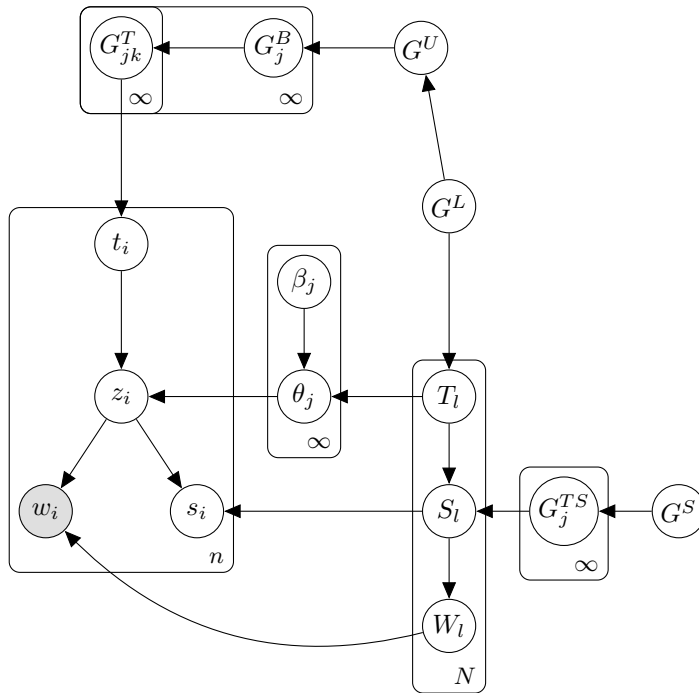 G^T_{jk} G^B_j G^U
∞ ∞
G^L
t_i
β_j
z_i θ_j T_l
∞
w_i s_i S_l G^{TS}_j G^S
n ∞
W_l
N